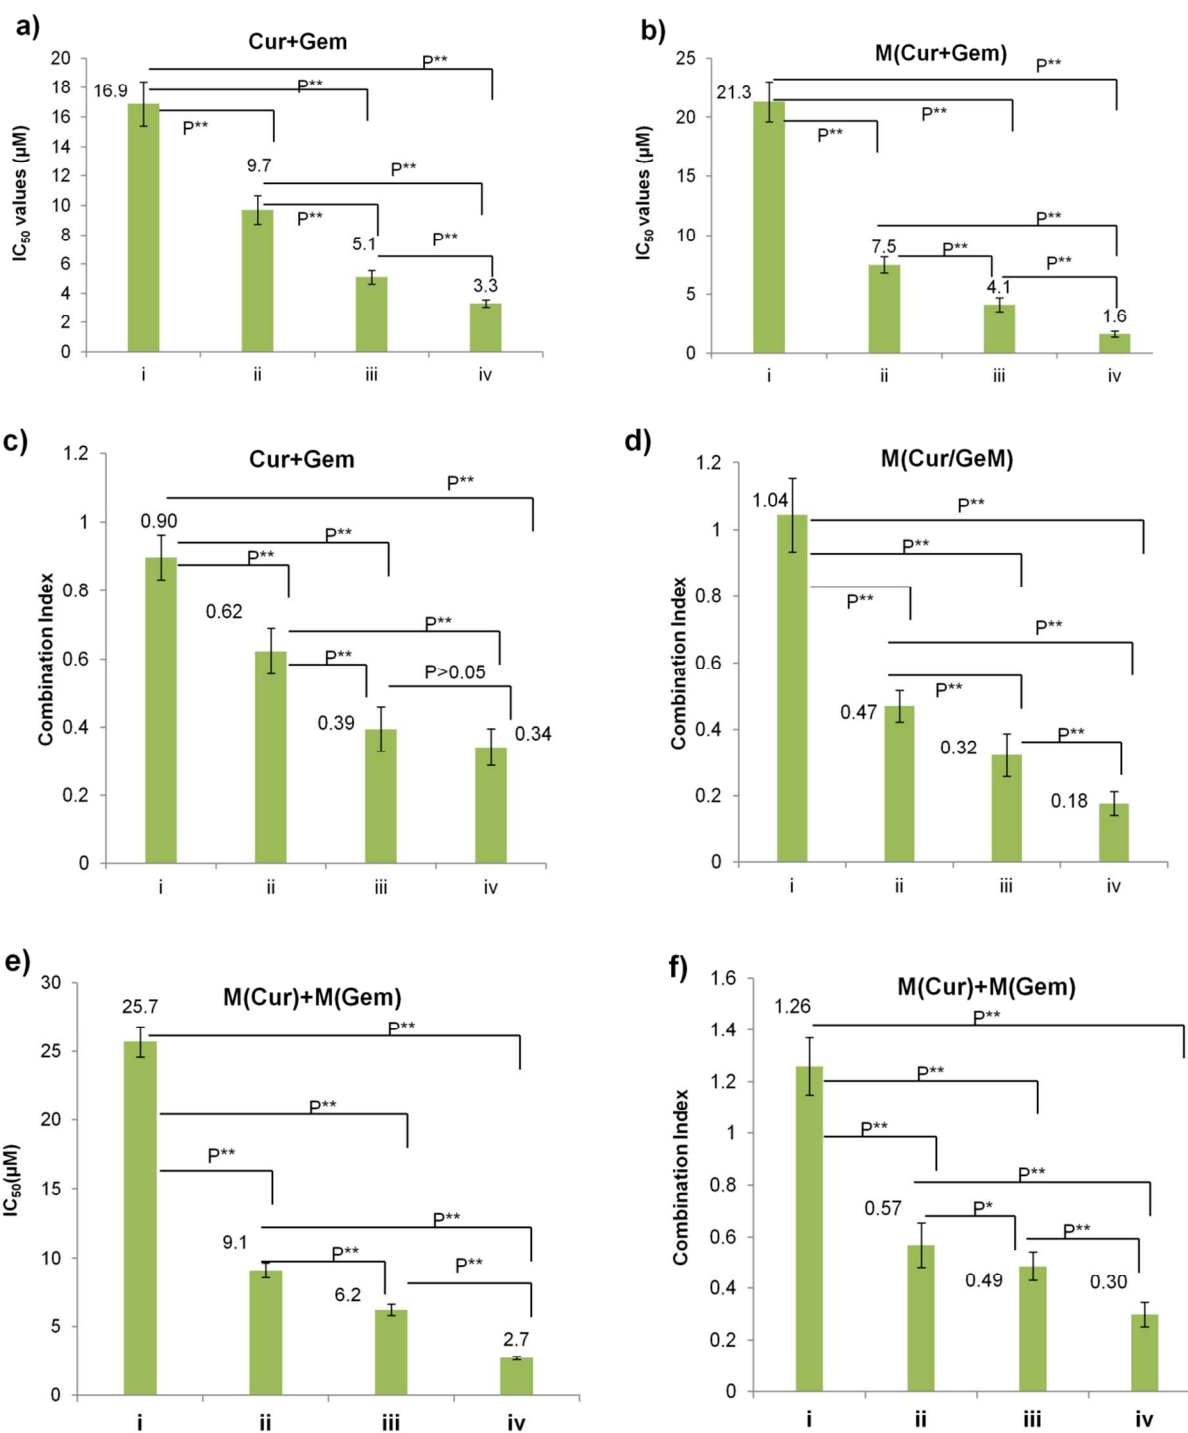 a)
Cur+Gem
IC50 values (µM)
20
18
16
14
12
10
8
6
4
2
0
16.9
9.7
5.1
3.3
P**
P**
P**
P**
P**
P**
i ii iii iv
b)
M(Cur+Gem)
IC50 values (µM)
25
20
15
10
5
0
21.3
7.5
4.1
1.6
P**
P**
P**
P**
P**
P**
i ii iii iv
c)
Cur+Gem
Combination Index
1.2
1
0.8
0.6
0.4
0.2
0
0.90
0.62
0.39
0.34
P**
P**
P**
P**
P**
P>0.05
i ii iii iv
d)
M(Cur/GeM)
Combination Index
1.2
1
0.8
0.6
0.4
0.2
0
1.04
0.47
0.32
0.18
P**
P**
P**
P**
P**
P**
i ii iii iv
e)
M(Cur)+M(Gem)
IC50(µM)
30
25
20
15
10
5
0
25.7
9.1
6.2
2.7
P**
P**
P**
P**
P**
P**
i ii iii iv
f)
M(Cur)+M(Gem)
Combination Index
1.6
1.4
1.2
1
0.8
0.6
0.4
0.2
0
1.26
0.57
0.49
0.30
P**
P**
P**
P**
P*
P**
i ii iii iv